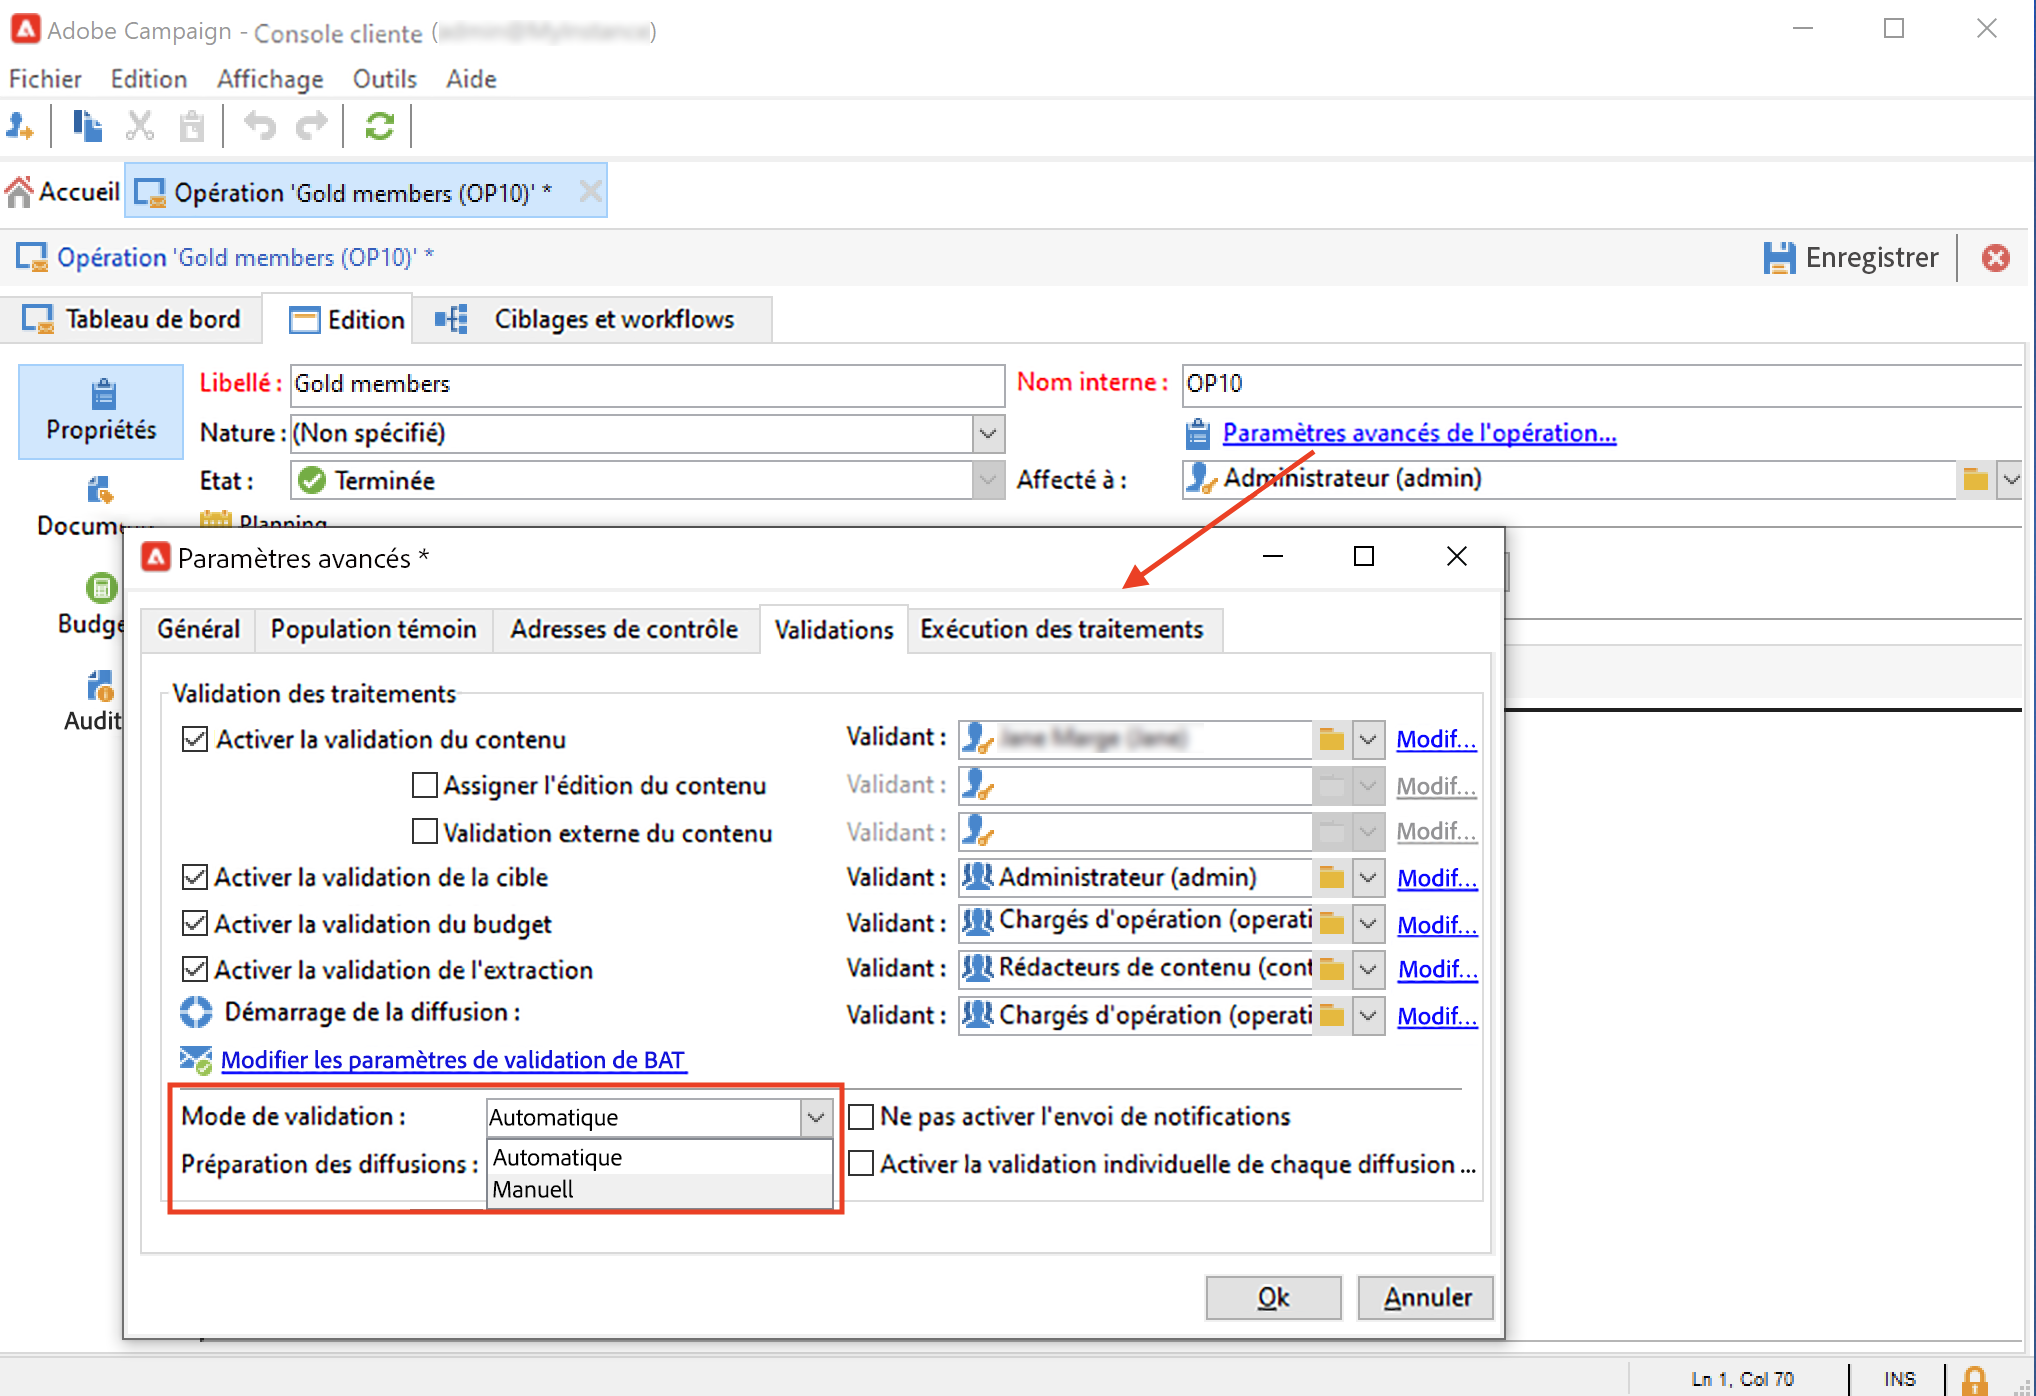 Adobe Campaign - Console cliente ( )
Fichier Edition Affichage Outils Aide
Accueil Opération 'Gold members (OP10)' *
Opération 'Gold members (OP10)' * Enregistrer
Tableau de bord Edition Ciblages et workflows
Propriétés
Libellé : Gold members Nom interne : OP10
Nature : (Non spécifié) Paramètres avancés de l'opération...
Etat : Terminée Affecté à : Administrateur (admin)
Planning
Budge
Audit
Paramètres avancés *
Général Population témoin Adresses de contrôle Validations Exécution des traitements
Validation des traitements
Activer la validation du contenu Validant : Modif...
Assigner l'édition du contenu Validant : Modif...
Validation externe du contenu Validant : Modif...
Activer la validation de la cible Validant : Administrateur (admin) Modif...
Activer la validation du budget Validant : Chargés d'opération (operati Modif...
Activer la validation de l'extraction Validant : Rédacteurs de contenu (cont Modif...
Démarrage de la diffusion : Validant : Chargés d'opération (operati Modif...
Modifier les paramètres de validation de BAT
Mode de validation : Automatique Ne pas activer l'envoi de notifications
Préparation des diffusions : Automatique Activer la validation individuelle de chaque diffusion ...
Manuell
Ok Annuler
Ln 1, Col 70 INS